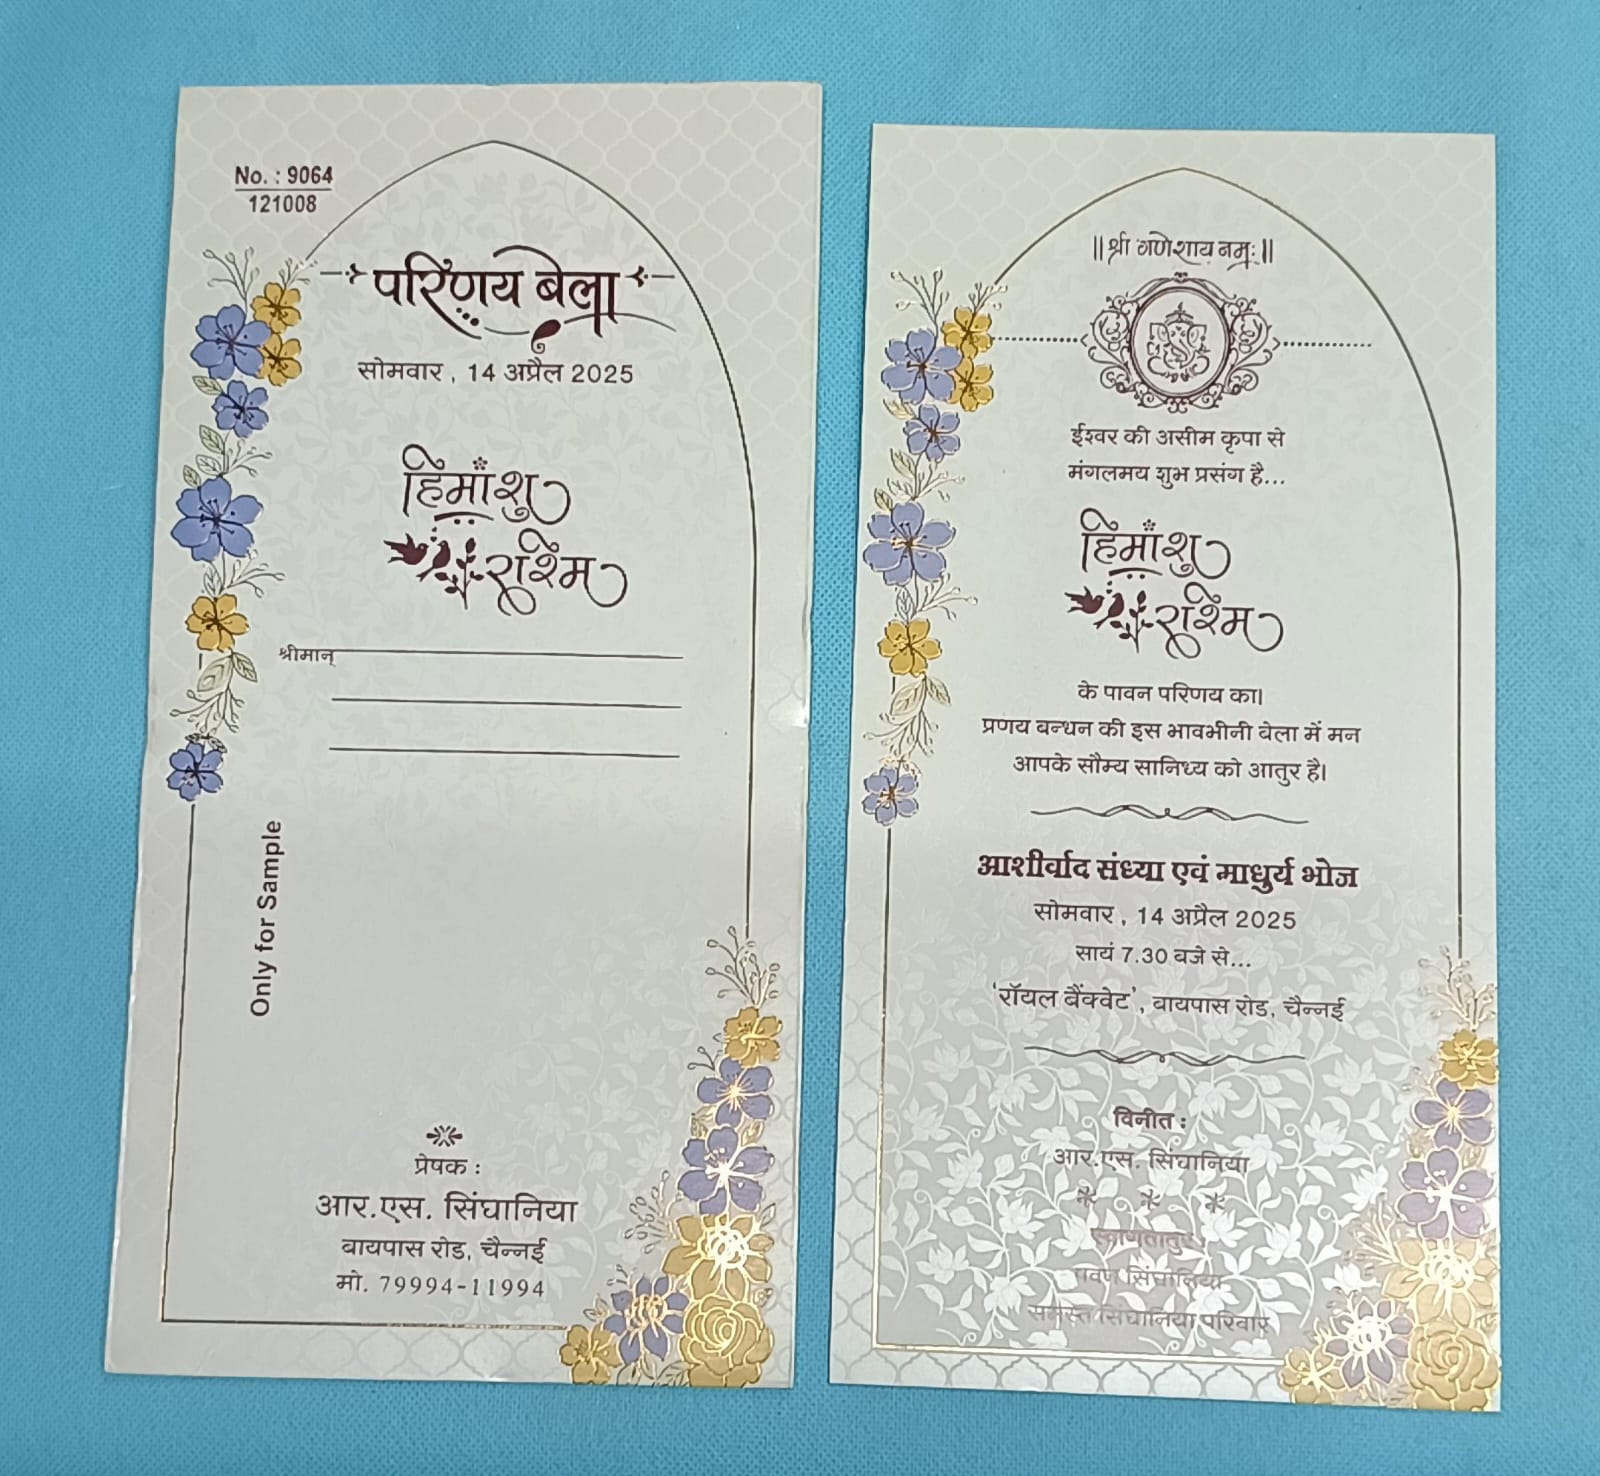 No. : 9064
121008
परिणय बेला
सोमवार , 14 अप्रैल 2025
हिमांशु
रश्मि
श्रीमान्
Only for Sample
प्रेषक :
आर.एस. सिंघानिया
बायपास रोड, चैन्नई
मो. 79994-11994
||श्री गणेशाय नमः||
ईश्वर की असीम कृपा से
मंगलमय शुभ प्रसंग है...
हिमांशु
रश्मि
के पावन परिणय का।
प्रणय बन्धन की इस भावभीनी बेला में मन
आपके सौम्य सानिध्य को आतुर है।
आशीर्वाद संध्या एवं माधुर्य भोज
सोमवार , 14 अप्रैल 2025
सायं 7.30 बजे से...
'रॉयल बैंक्वेट', बायपास रोड, चैन्नई
विनीत :
आर.एस. सिंघानिया
स्वागतातुर :
सिंघानिया
समस्त सिंघानिया परिवार